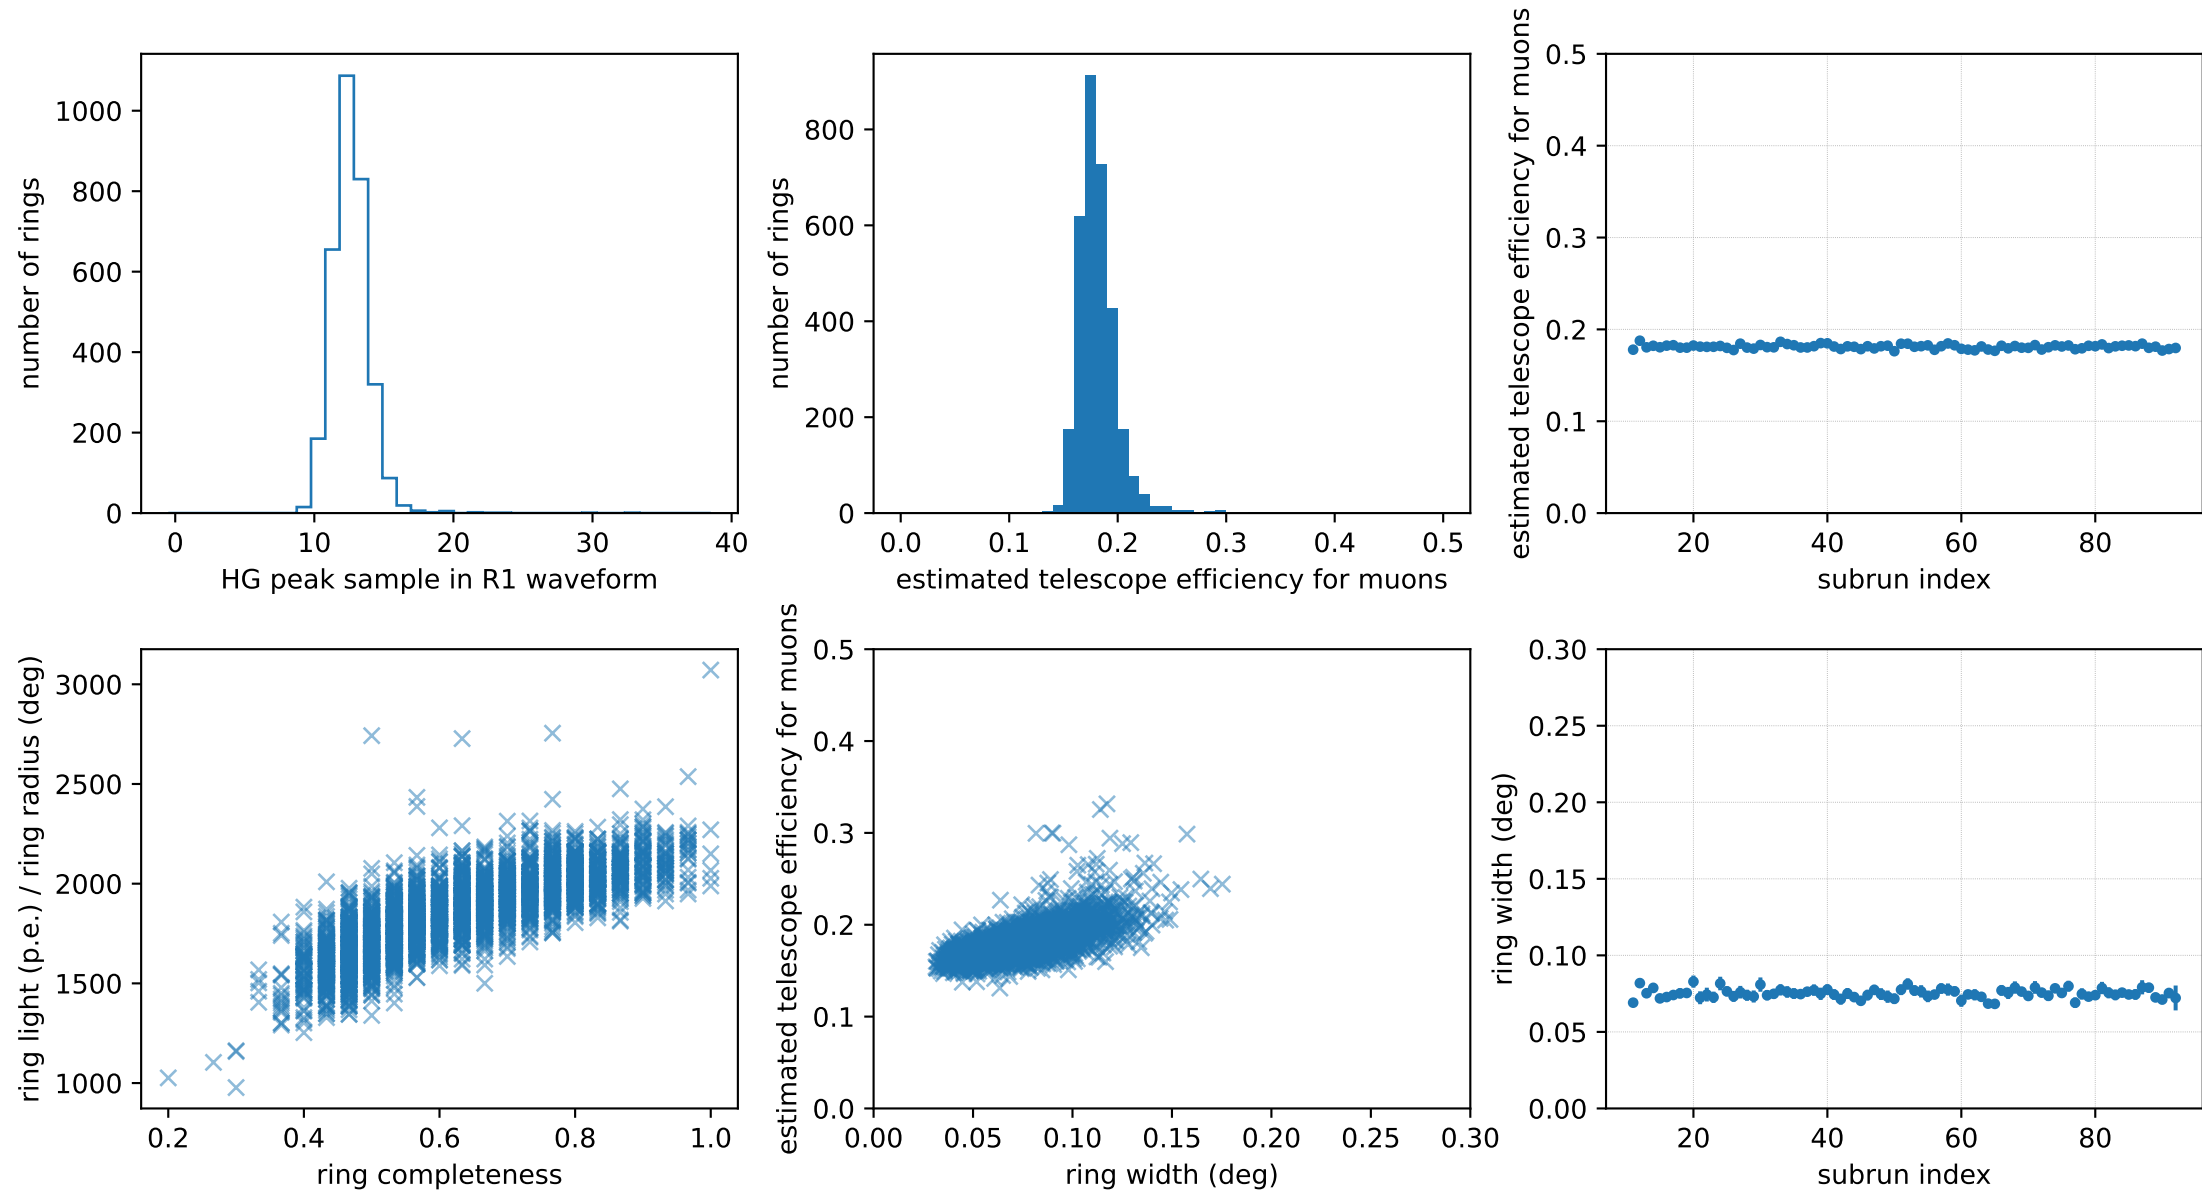 number of rings
1000
800
600
400
200
0
0 10 20 30 40
HG peak sample in R1 waveform
number of rings
800
600
400
200
0
0.0 0.1 0.2 0.3 0.4 0.5
estimated telescope efficiency for muons
estimated telescope efficiency for muons
0.5
0.4
0.3
0.2
0.1
0.0
20 40 60 80
subrun index
ring light (p.e.) / ring radius (deg)
3000
2500
2000
1500
1000
0.2 0.4 0.6 0.8 1.0
ring completeness
estimated telescope efficiency for muons
0.5
0.4
0.3
0.2
0.1
0.0
0.00 0.05 0.10 0.15 0.20 0.25 0.30
ring width (deg)
ring width (deg)
0.30
0.25
0.20
0.15
0.10
0.05
0.00
20 40 60 80
subrun index